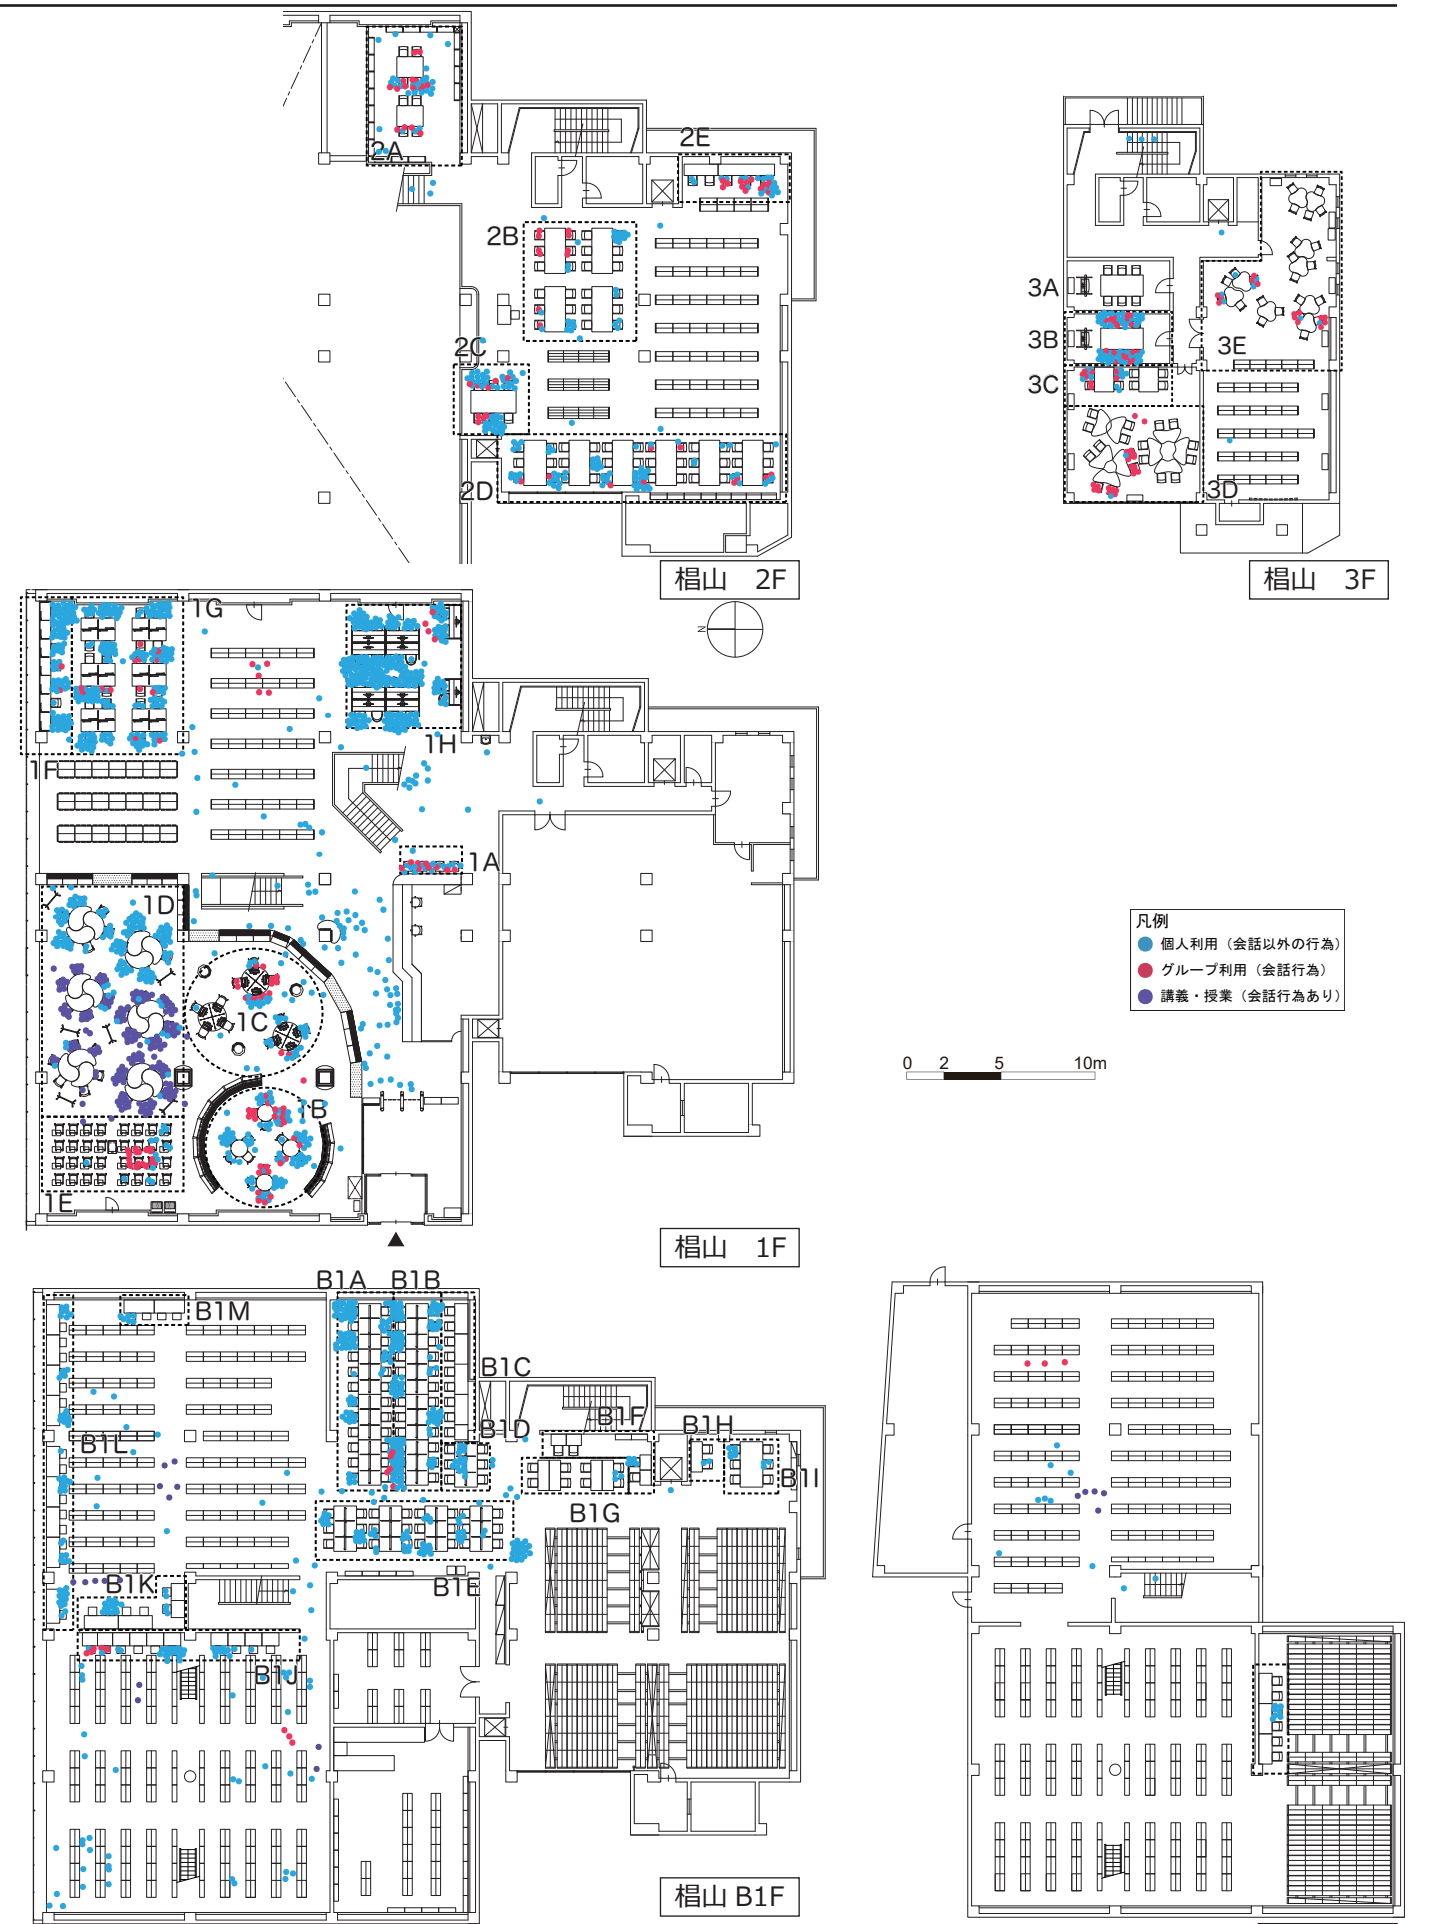 2A
2E
2B
2C
2D
椙山 2F
3A
3B
3C
3E
3D
椙山 3F
N
1G
1H
1F
1A
1D
1C
1B
1E
椙山 1F
凡例
個人利用（会話以外の行為）
グループ利用（会話行為）
講義・授業（会話行為あり）
0 2 5 10m
B1A B1B
B1M
B1C
B1D
B1F
B1H
B1L
B1I
B1G
B1E
B1K
B1J
椙山 B1F